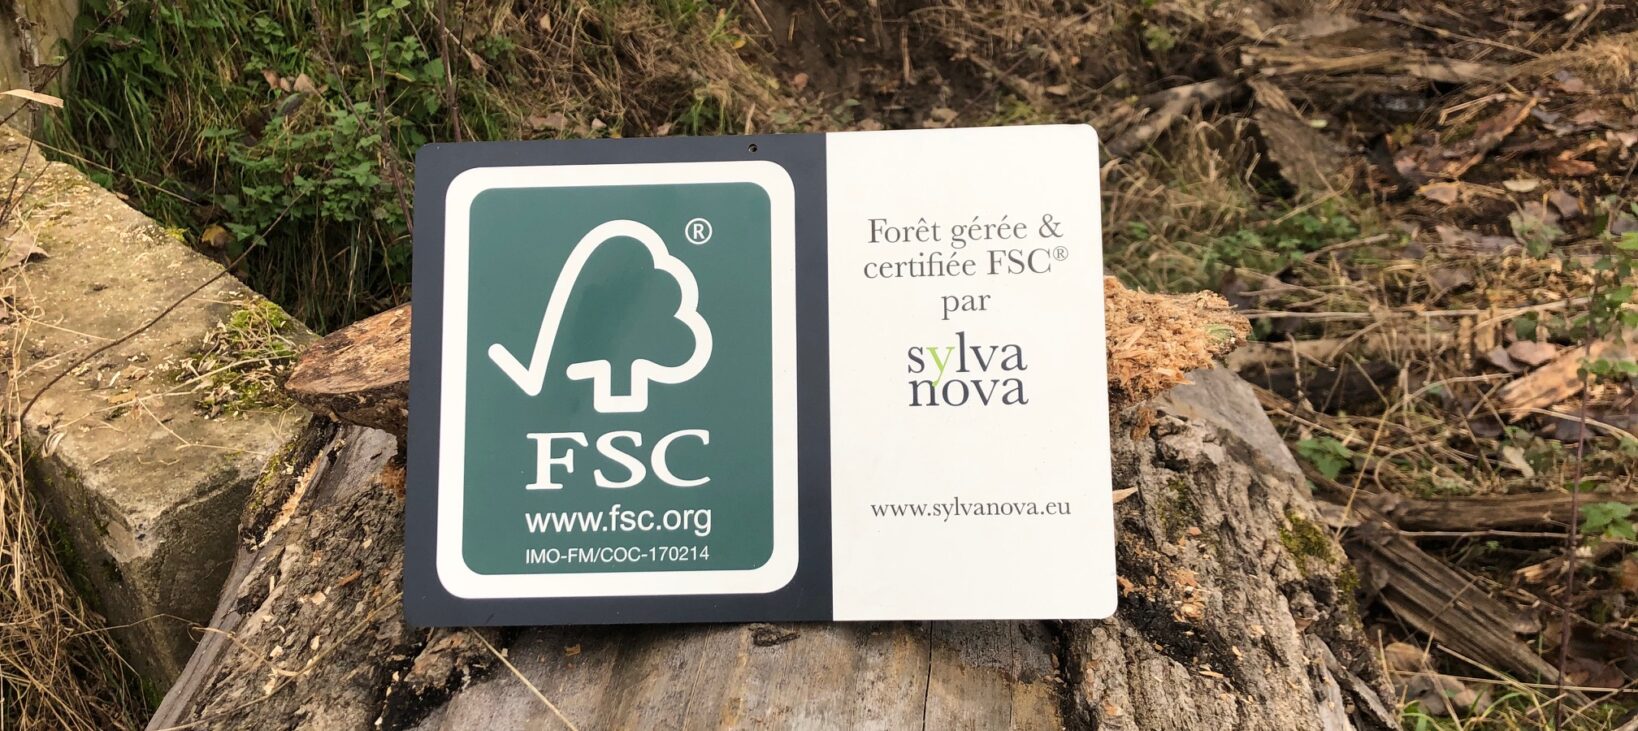 ®
FSC
www.fsc.org
IMO-FM/COC-170214
Forêt gérée &
certifiée FSC®
par
sylva
nova
www.sylvanova.eu